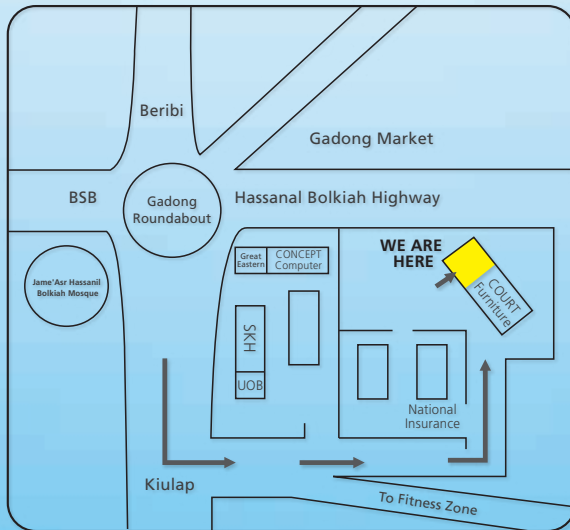 Beribi
Gadong Market
BSB
Gadong
Roundabout
Hassanal Bolkiah Highway
WE ARE
HERE
Great
Eastern
CONCEPT
Computer
Jame'Asr Hassanil
Bolkiah Mosque
COURT
Furniture
SKH
UOB
National
Insurance
Kiulap
To Fitness Zone